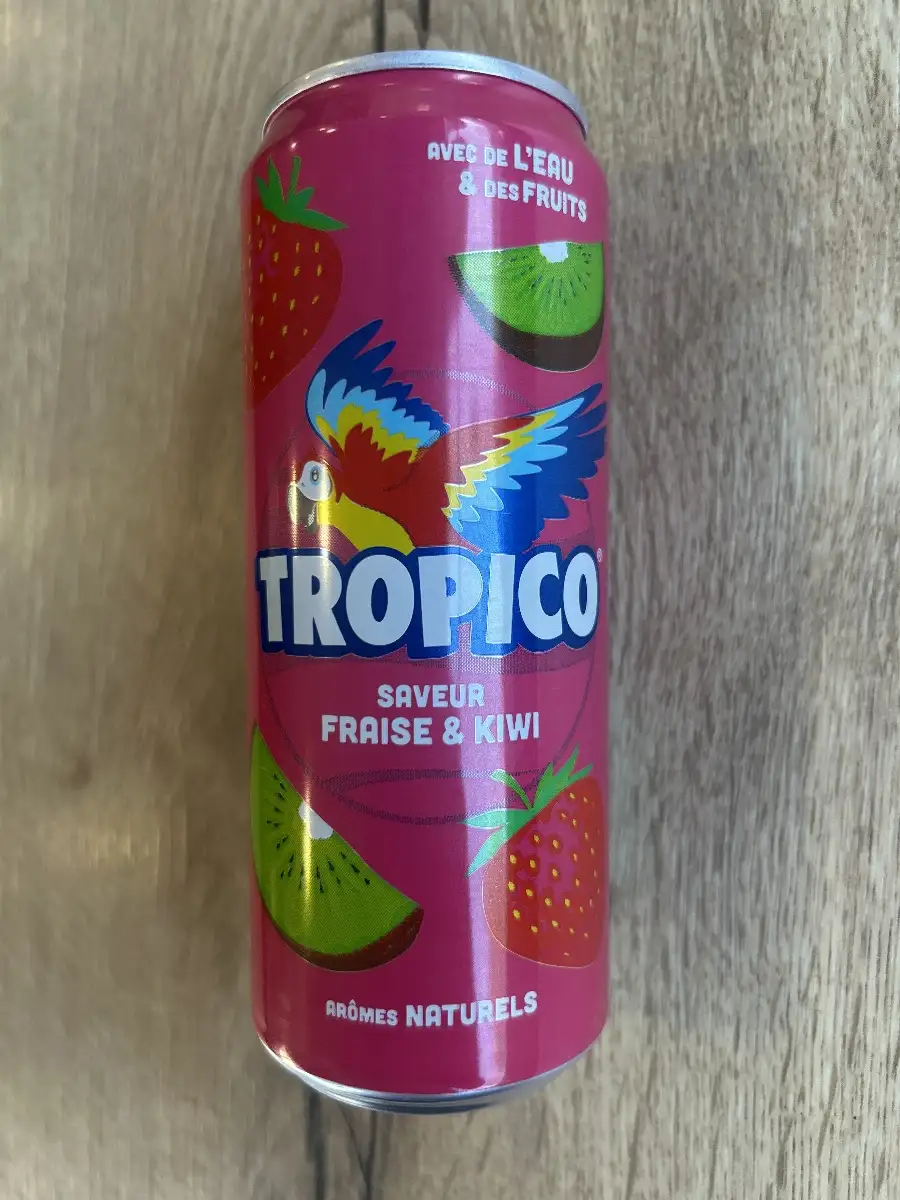 AVEC DE L'EAU
& DES FRUITS
TROPICO®
SAVEUR
FRAISE & KIWI
ARÔMES NATURELS